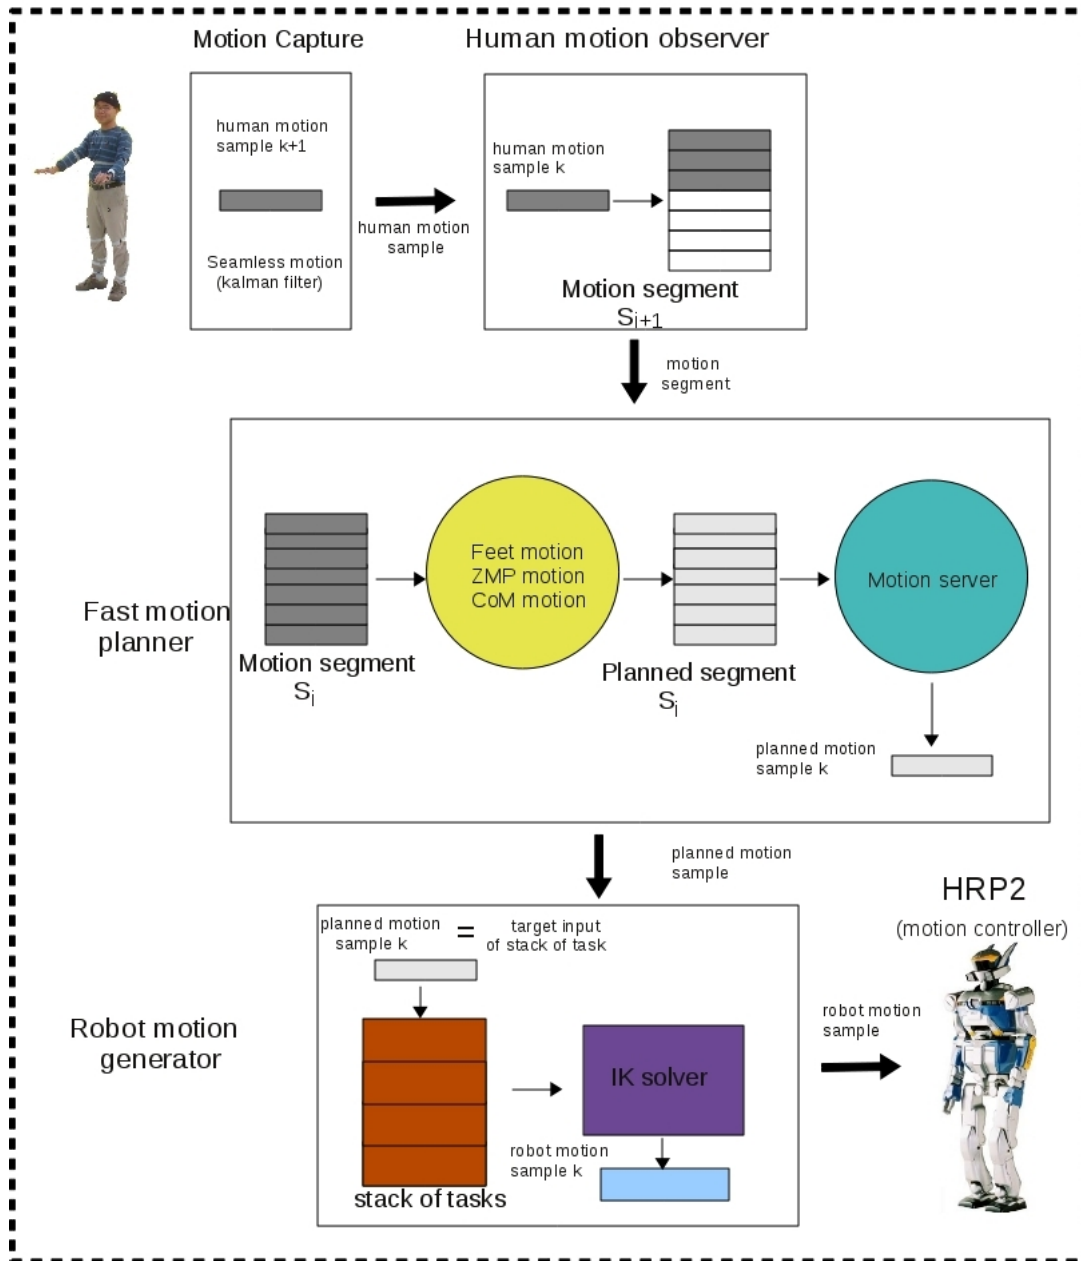 Motion Capture
Human motion observer
human motion
sample k+1
Seamless motion
(kalman filter)
human motion
sample
human motion
sample k
Motion segment
Si+1
motion
segment
Fast motion
planner
Motion segment
Si
Feet motion
ZMP motion
CoM motion
Planned segment
Si
Motion server
planned motion
sample k
planned motion
sample
Robot motion
generator
planned motion
sample k
=
target input
of stack of task
stack of tasks
IK solver
robot motion
sample k
robot motion
sample
HRP2
(motion controller)